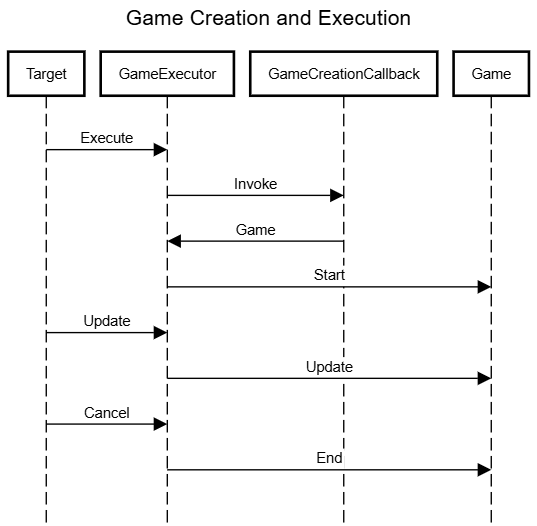 Game Creation and Execution
Target GameExecutor GameCreationCallback Game
Execute
Invoke
Game
Start
Update
Update
Cancel
End